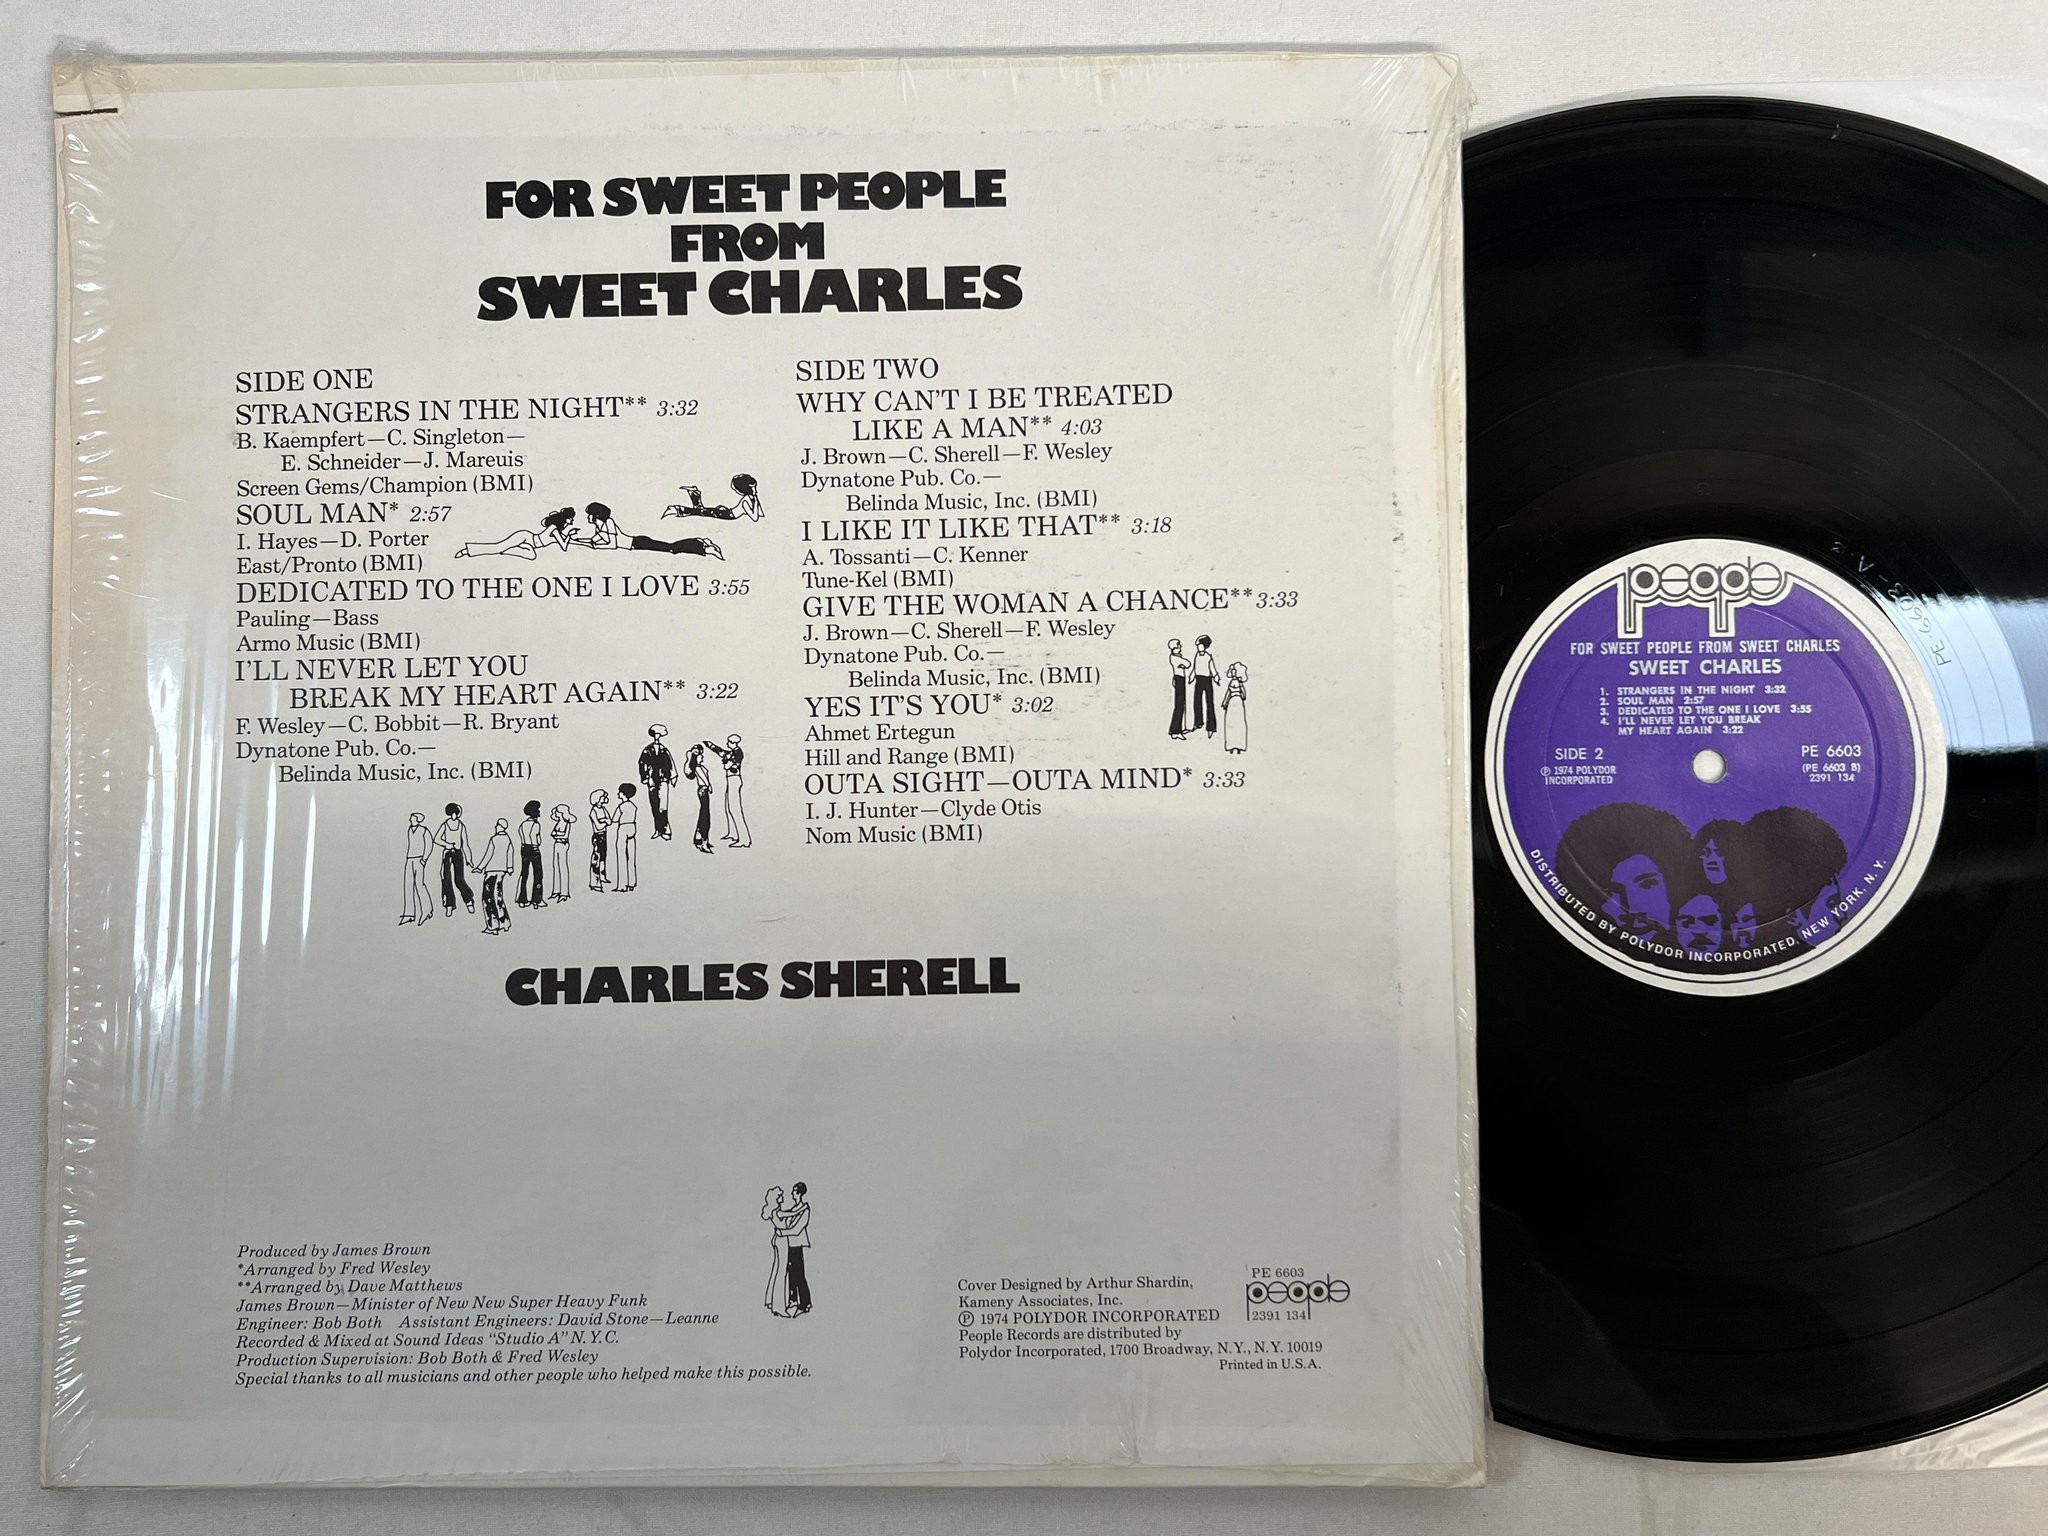 FOR SWEET PEOPLE
FROM
SWEET CHARLES
SIDE ONE
STRANGERS IN THE NIGHT** 3:32
B. Kaempfert—C. Singleton—
E. Schneider—J. Mareuis
Screen Gems/Champion (BMI)
SOUL MAN* 2:57
I. Hayes—D. Porter
East/Pronto (BMI)
DEDICATED TO THE ONE I LOVE 3:55
Pauling—Bass
Armo Music (BMI)
I'LL NEVER LET YOU
BREAK MY HEART AGAIN** 3:22
F. Wesley—C. Bobbit—R. Bryant
Dynatone Pub. Co.—
Belinda Music, Inc. (BMI)
SIDE TWO
WHY CAN'T I BE TREATED
LIKE A MAN** 4:03
J. Brown—C. Sherell—F. Wesley
Dynatone Pub. Co.—
Belinda Music, Inc. (BMI)
I LIKE IT LIKE THAT** 3:18
A. Tossanti—C. Kenner
Tune-Kel (BMI)
GIVE THE WOMAN A CHANCE** 3:33
J. Brown—C. Sherell—F. Wesley
Dynatone Pub. Co.—
Belinda Music, Inc. (BMI)
YES IT'S YOU* 3:02
Ahmet Ertegun
Hill and Range (BMI)
OUTA SIGHT—OUTA MIND* 3:33
I. J. Hunter—Clyde Otis
Nom Music (BMI)
CHARLES SHERELL
Produced by James Brown
*Arranged by Fred Wesley
**Arranged by Dave Matthews
James Brown—Minister of New New Super Heavy Funk
Engineer: Bob Both Assistant Engineers: David Stone—Leanne
Recorded & Mixed at Sound Ideas "Studio A" N.Y.C.
Production Supervision: Bob Both & Fred Wesley
Special thanks to all musicians and other people who helped make this possible.
Cover Designed by Arthur Shardin,
Kameny Associates, Inc.
℗ 1974 POLYDOR INCORPORATED
People Records are distributed by
Polydor Incorporated, 1700 Broadway, N.Y., N.Y. 10019
Printed in U.S.A.
PE 6603
people
2391 134
people
FOR SWEET PEOPLE FROM SWEET CHARLES
SWEET CHARLES
1. STRANGERS IN THE NIGHT 3:32
2. SOUL MAN 2:57
3. DEDICATED TO THE ONE I LOVE 3:55
4. I'LL NEVER LET YOU BREAK
MY HEART AGAIN 3:22
SIDE 2
℗ 1974 POLYDOR
INCORPORATED
PE 6603
(PE 6603 B)
2391 134
DISTRIBUTED BY POLYDOR INCORPORATED, NEW YORK, N.Y.
PE-6603-A-2